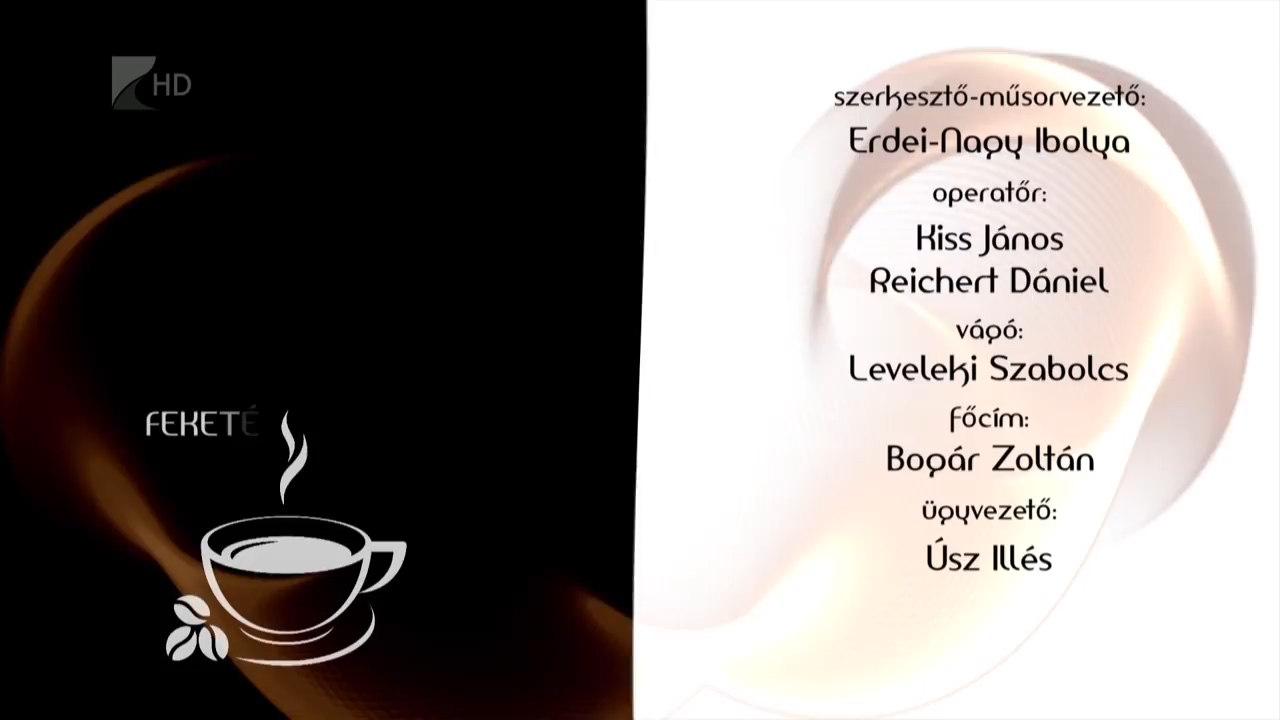 HD
FEKETÉ
szerkesztő-műsorvezető:
Erdei-Nagy Ibolya
operatőr:
Kiss János
Reichert Dániel
vágó:
Leveleki Szabolcs
főcím:
Bogár Zoltán
ügyvezető:
Úsz Illés